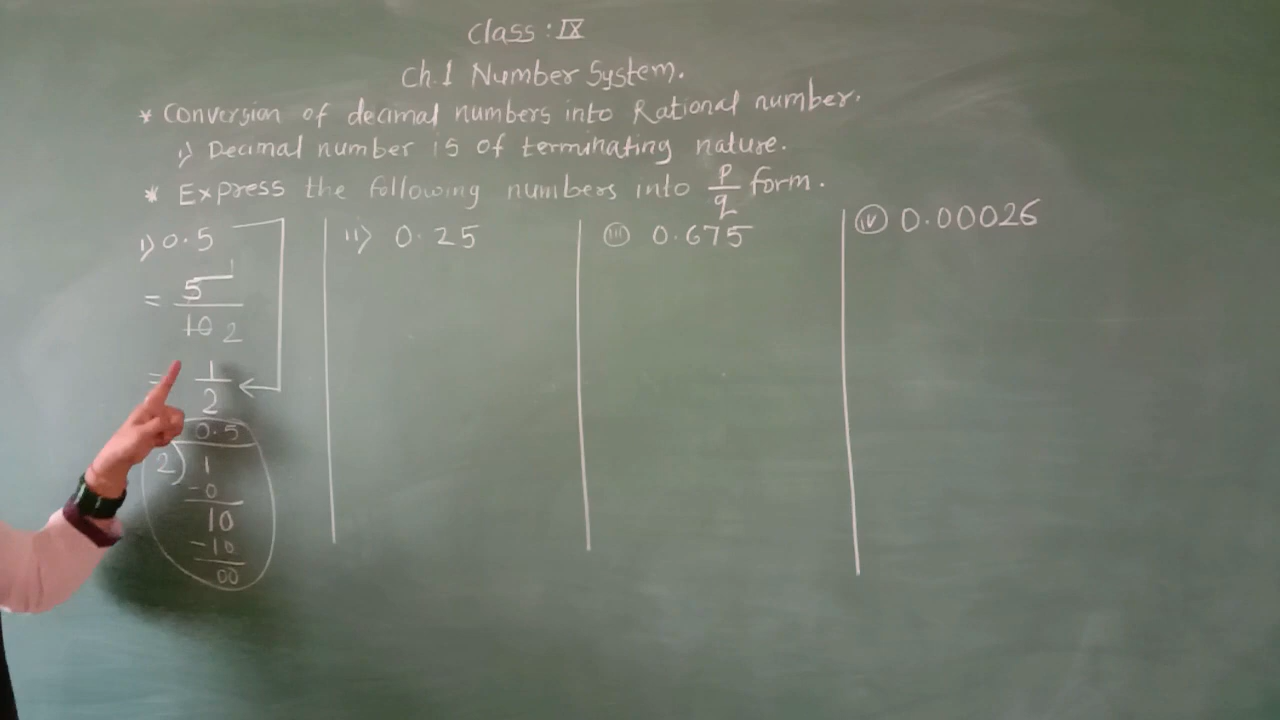 Class : IX
Ch.1 Number System.
* Conversion of decimal numbers into Rational number.
i) Decimal number is of terminating nature.
* Express the following numbers into p/q form.
i) 0.5
= 5 1
10 2
= 1
2
0.5
2) 1
-0
10
-10
00
ii) 0.25
(iii) 0.675
(iv) 0.00026